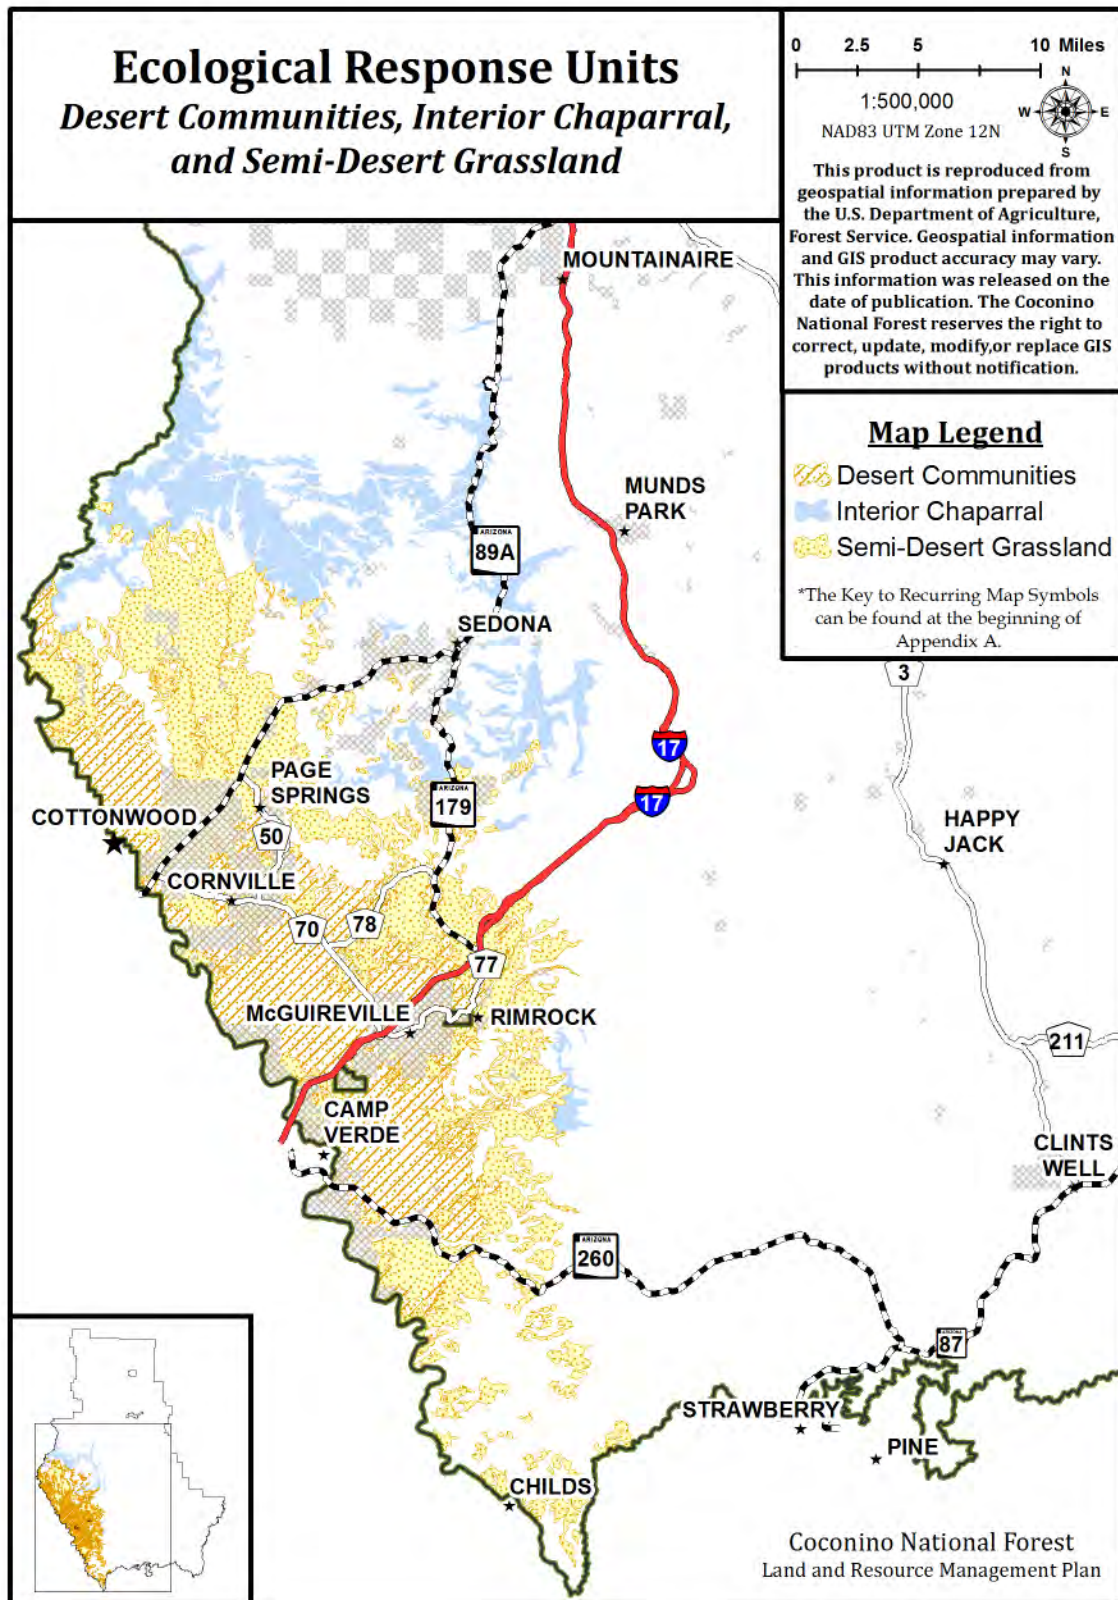 Ecological Response Units
Desert Communities, Interior Chaparral,
and Semi-Desert Grassland
0 2.5 5 10 Miles
1:500,000
NAD83 UTM Zone 12N
N
W E
S
This product is reproduced from
geospatial information prepared by
the U.S. Department of Agriculture,
Forest Service. Geospatial information
and GIS product accuracy may vary.
This information was released on the
date of publication. The Coconino
National Forest reserves the right to
correct, update, modify,or replace GIS
products without notification.
Map Legend
Desert Communities
Interior Chaparral
Semi-Desert Grassland
*The Key to Recurring Map Symbols
can be found at the beginning of
Appendix A.
MOUNTAINAIRE
MUNDS
PARK
ARIZONA
89A
SEDONA
3
17
17
PAGE
SPRINGS
ARIZONA
179
COTTONWOOD
50
HAPPY
JACK
CORNVILLE
70
78
77
McGUIREVILLE
RIMROCK
211
CAMP
VERDE
CLINTS
WELL
ARIZONA
260
ARIZONA
87
STRAWBERRY
PINE
CHILDS
Coconino National Forest
Land and Resource Management Plan